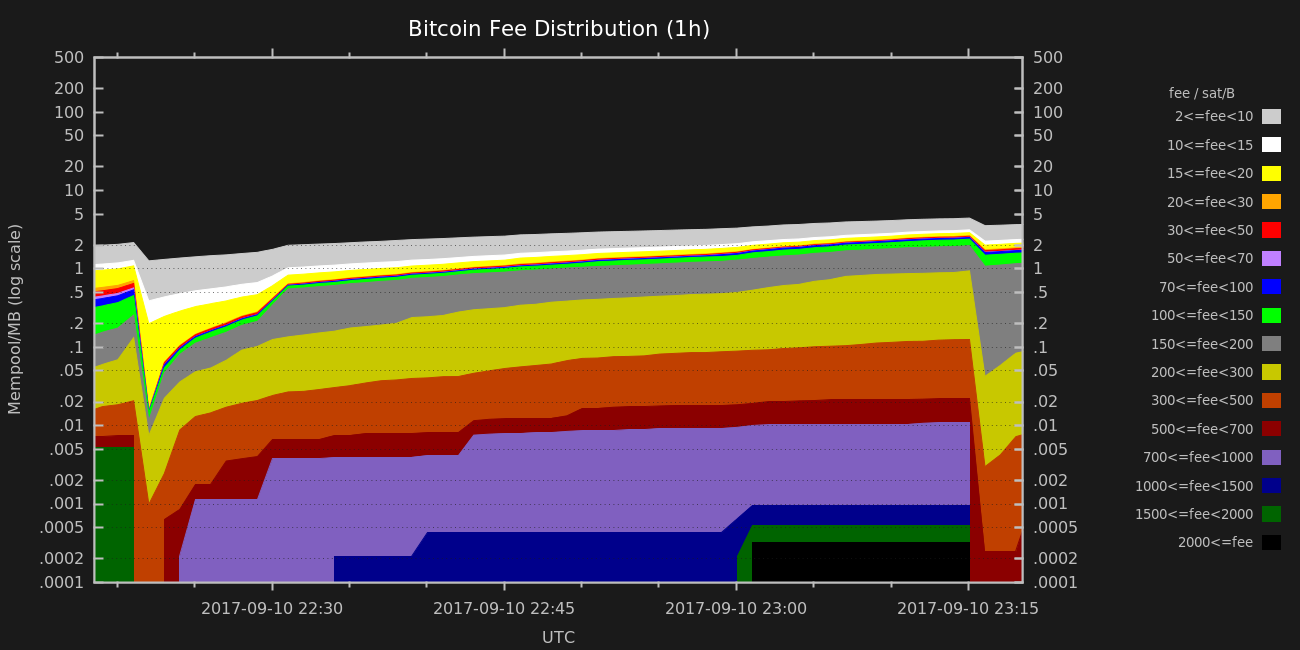 Bitcoin Fee Distribution (1h)
Mempool/MB (log scale)
500
200
100
50
20
10
5
2
1
.5
.2
.1
.05
.02
.01
.005
.002
.001
.0005
.0002
.0001
500
200
100
50
20
10
5
2
1
.5
.2
.1
.05
.02
.01
.005
.002
.001
.0005
.0002
.0001
2017-09-10 22:30
2017-09-10 22:45
2017-09-10 23:00
2017-09-10 23:15
UTC
fee / sat/B
2<=fee<10
10<=fee<15
15<=fee<20
20<=fee<30
30<=fee<50
50<=fee<70
70<=fee<100
100<=fee<150
150<=fee<200
200<=fee<300
300<=fee<500
500<=fee<700
700<=fee<1000
1000<=fee<1500
1500<=fee<2000
2000<=fee